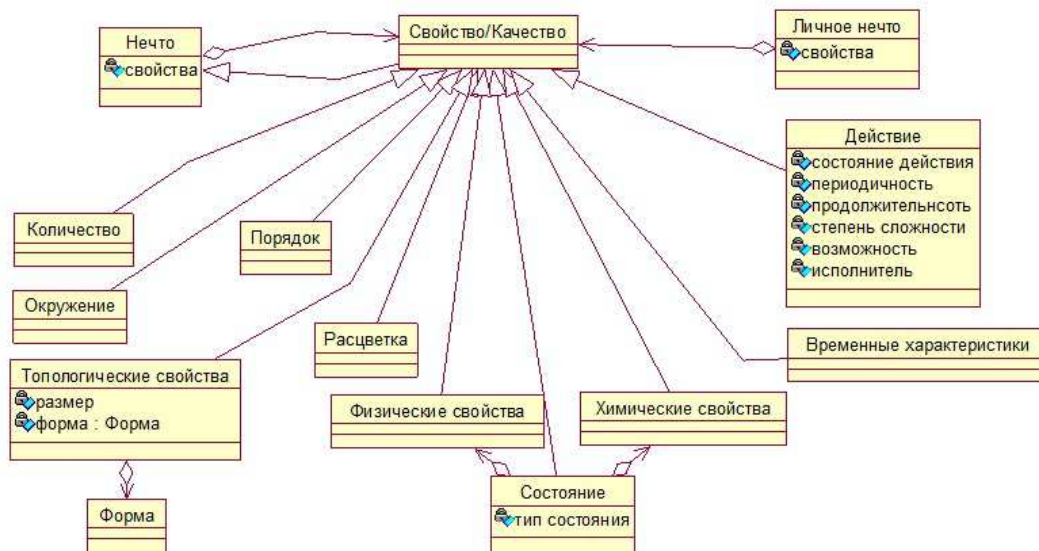 Нечто
свойства
Свойство/Качество
Личное нечто
свойства
Действие
состояние действия
периодичность
продолжительнсоть
степень сложности
возможность
исполнитель
Количество
Порядок
Окружение
Расцветка
Временные характеристики
Топологические свойства
размер
форма : Форма
Физические свойства
Химические свойства
Состояние
тип состояния
Форма